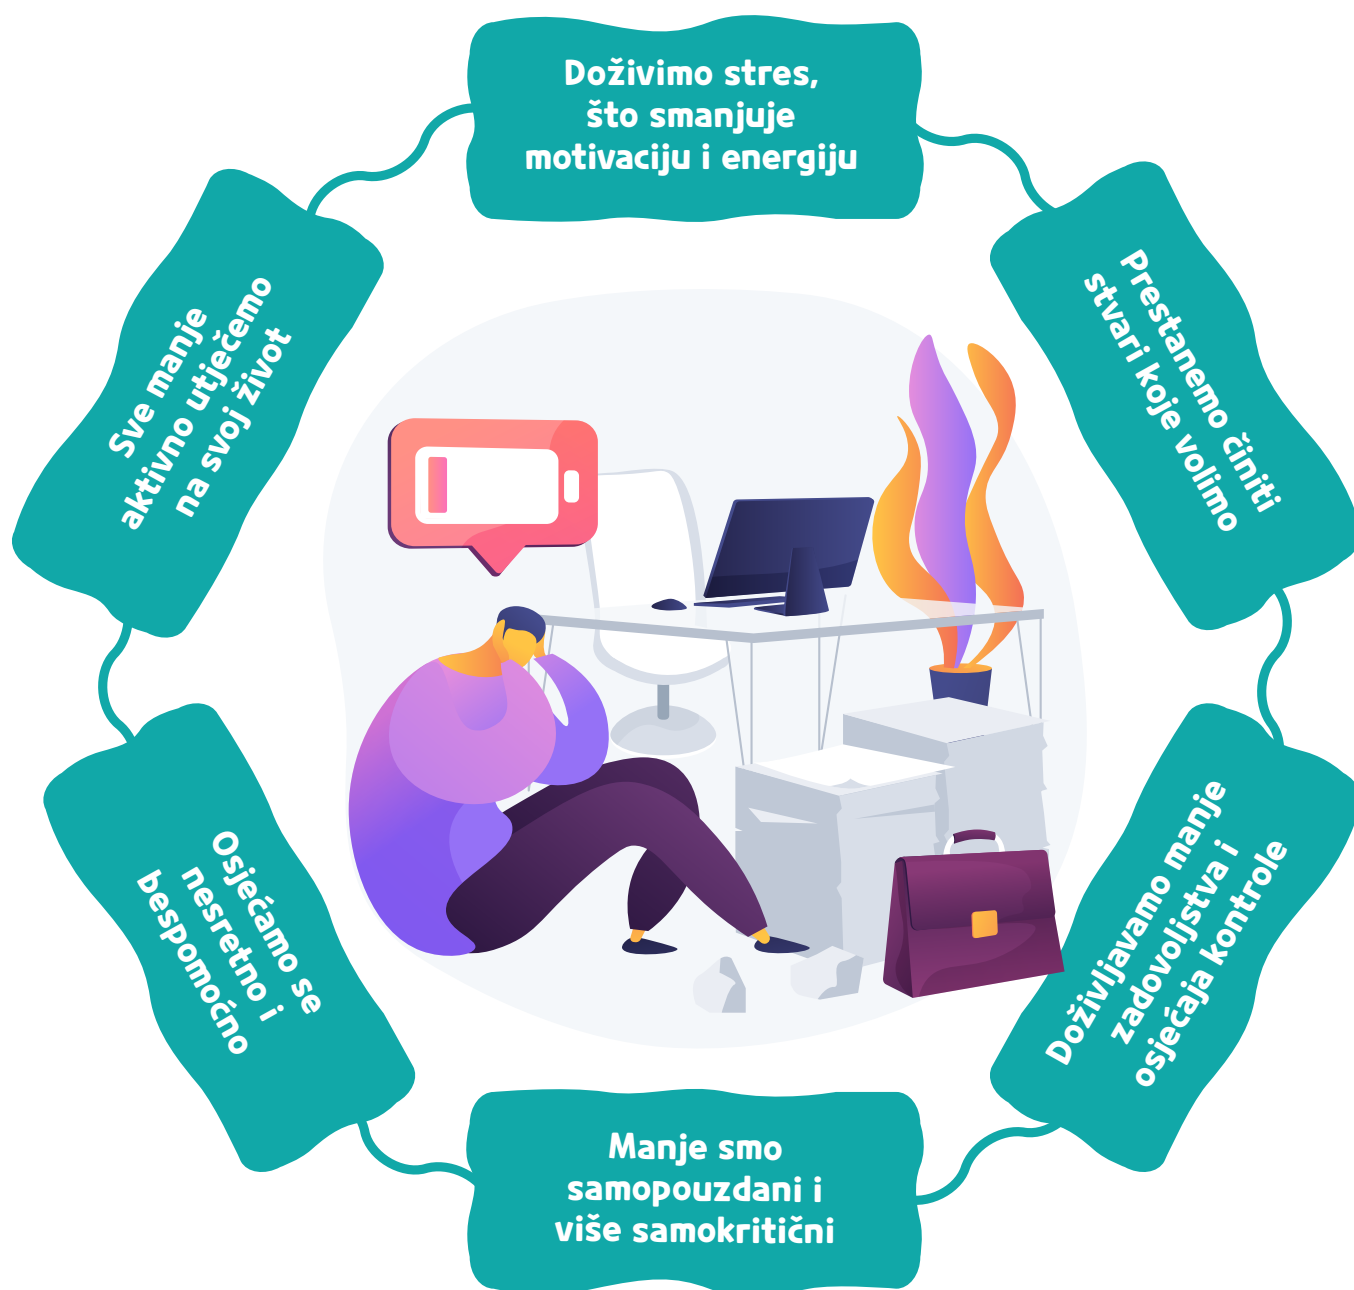 Doživimo stres,
što smanjuje
motivaciju i energiju
Prestanemo činiti
stvari koje volimo
Doživljavamo manje
zadovoljstva i
osjećaja kontrole
Manje smo
samopouzdani i
više samokritični
Osjećamo se
nesretno i
bespomoćno
Sve manje
aktivno utječemo
na svoj život